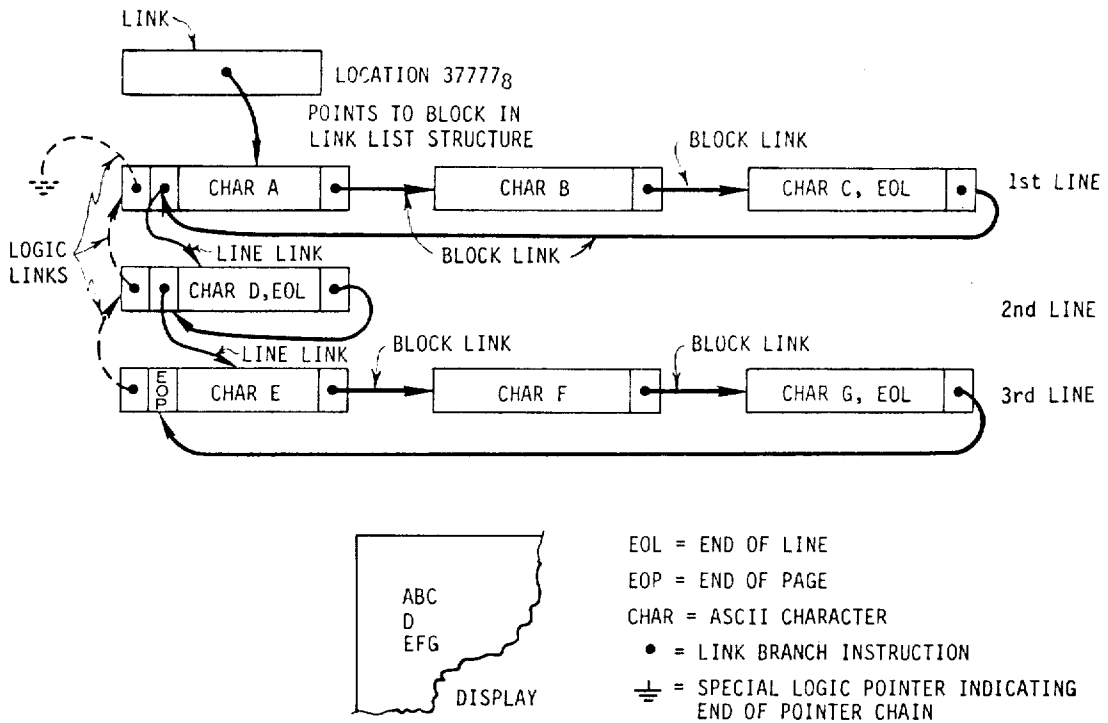 LINK
LOCATION 37777₈
POINTS TO BLOCK IN
LINK LIST STRUCTURE
BLOCK LINK
CHAR A
CHAR B
CHAR C, EOL
1st LINE
LOGIC
LINKS
LINE LINK
BLOCK LINK
CHAR D,EOL
2nd LINE
LINE LINK
BLOCK LINK
BLOCK LINK
EOP
CHAR E
CHAR F
CHAR G, EOL
3rd LINE
ABC
D
EFG
DISPLAY
EOL = END OF LINE
EOP = END OF PAGE
CHAR = ASCII CHARACTER
• = LINK BRANCH INSTRUCTION
⏚ = SPECIAL LOGIC POINTER INDICATING
END OF POINTER CHAIN